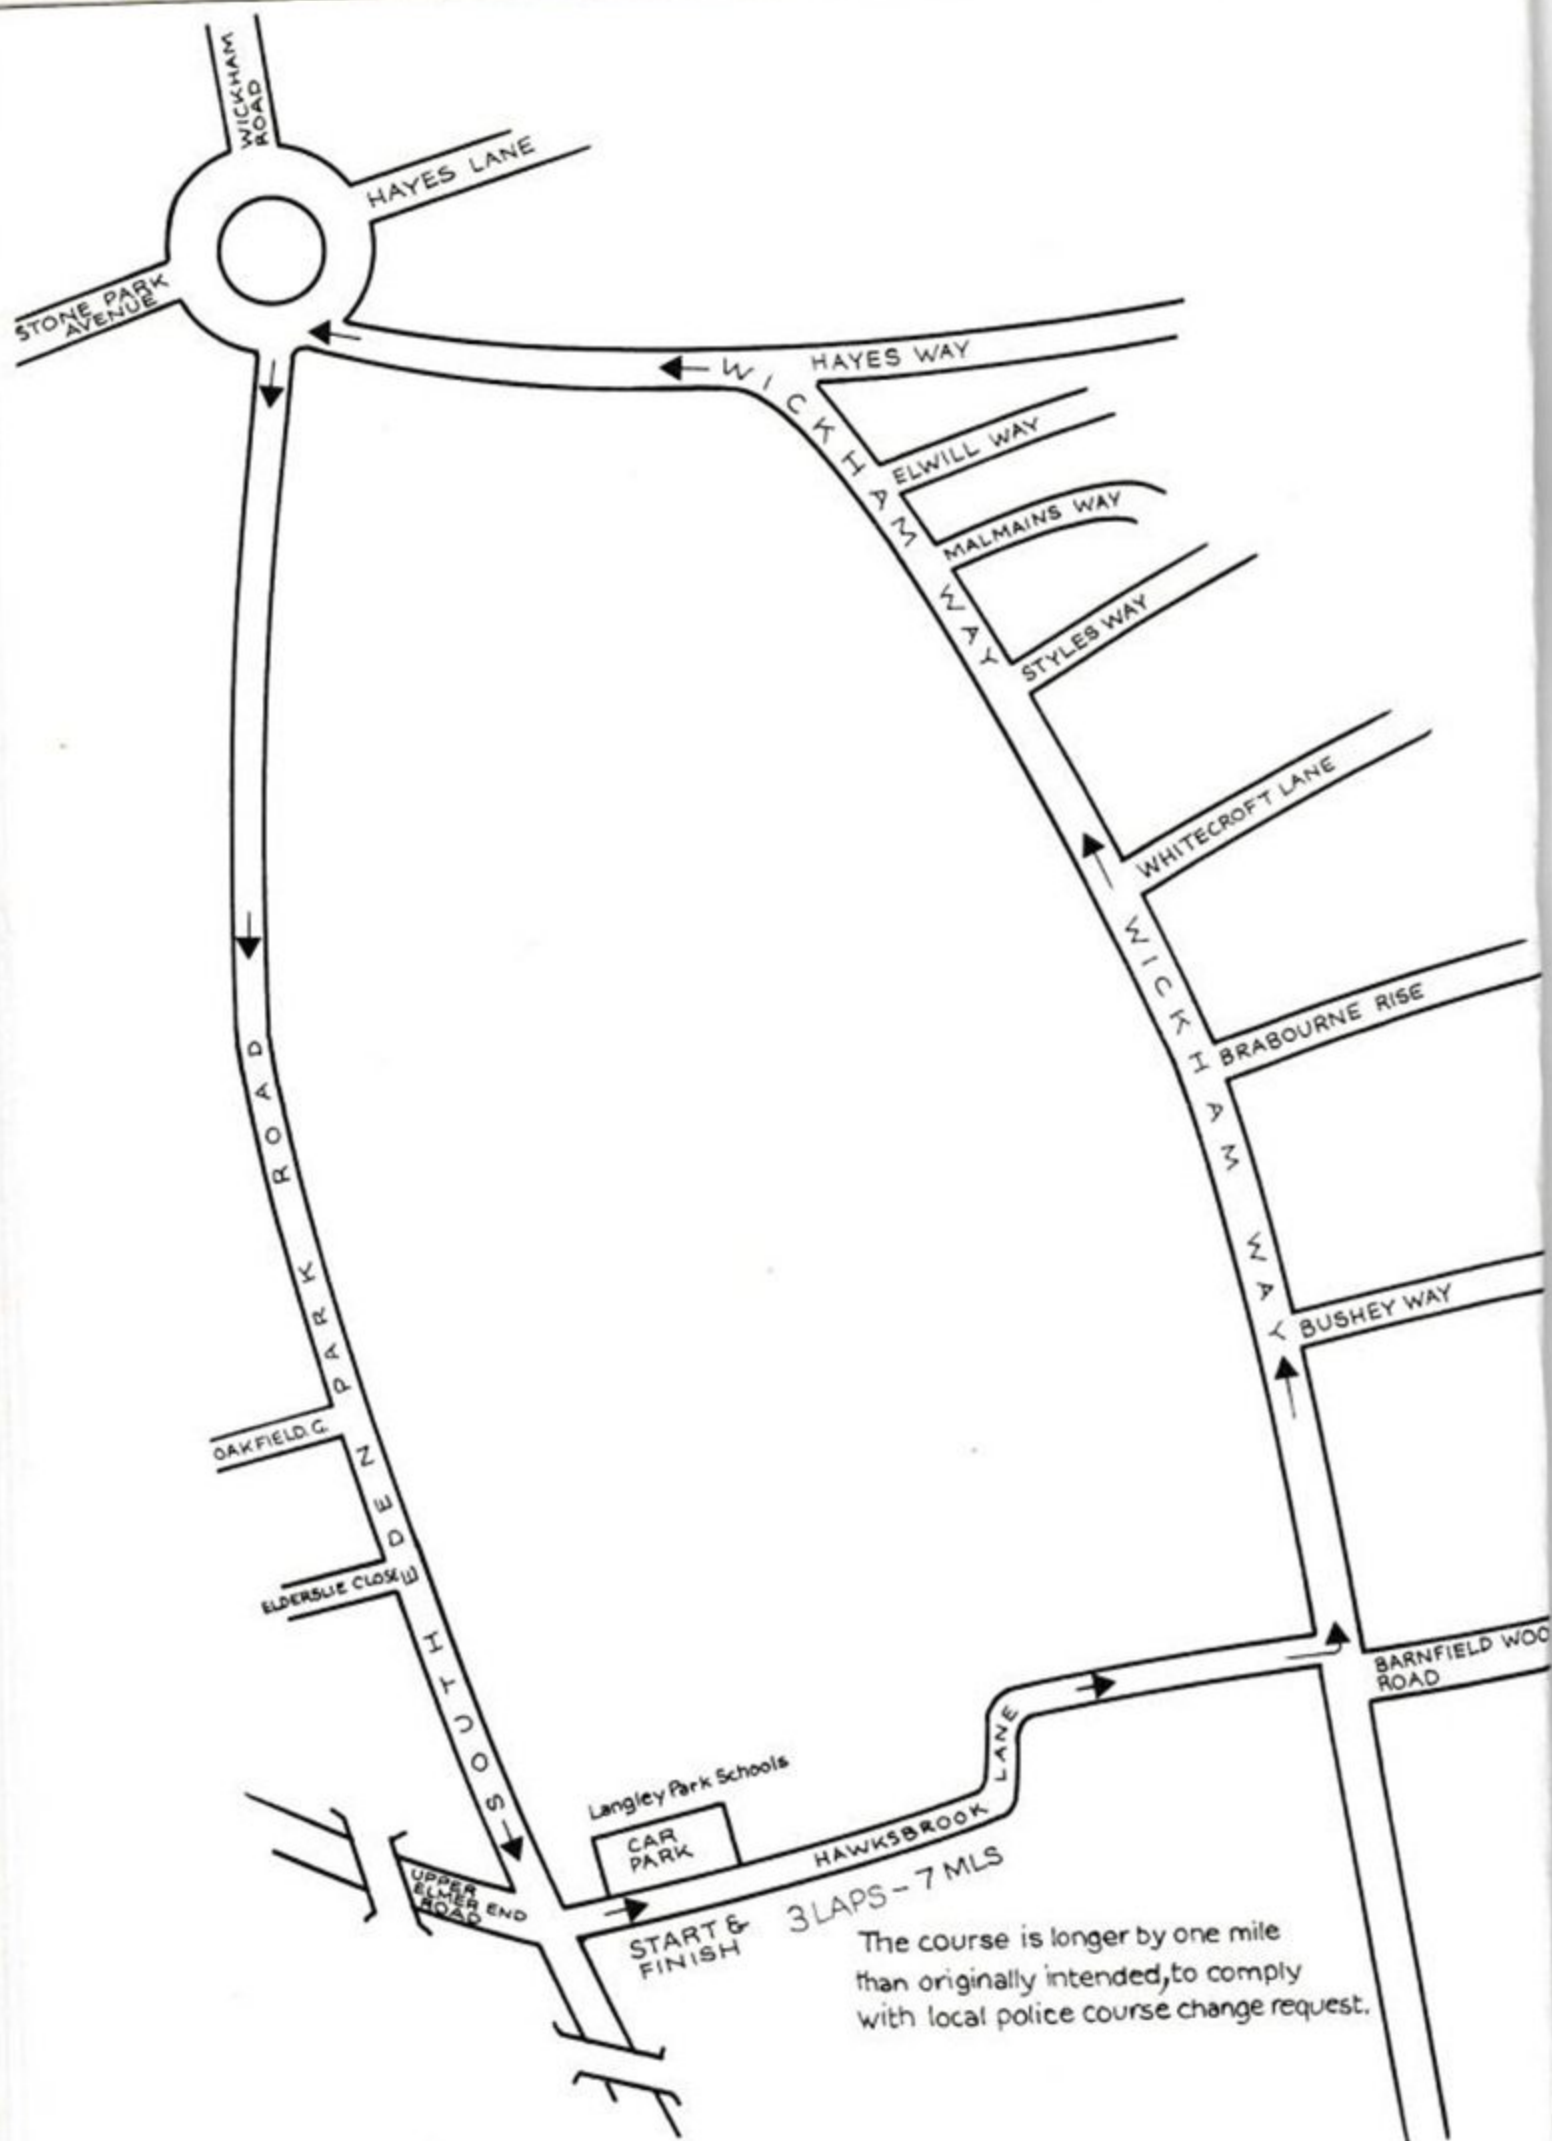 WICKHAM
ROAD
HAYES LANE
STONE PARK
AVENUE
HAYES WAY
WICKHAM WAY
ELWILL WAY
MALMAINS WAY
STYLES WAY
WHITECROFT LANE
WICKHAM WAY
BRABOURNE RISE
BUSHEY WAY
SOUTH EDEN PARK ROAD
OAKFIELD.G.
ELDERSLIE CLOSE
BARNFIELD WOO
ROAD
Langley Park Schools
CAR
PARK
HAWKSBROOK LANE
UPPER
ELMER END
ROAD
START &
FINISH
3 LAPS - 7 MLS
The course is longer by one mile
than originally intended, to comply
with local police course change request.